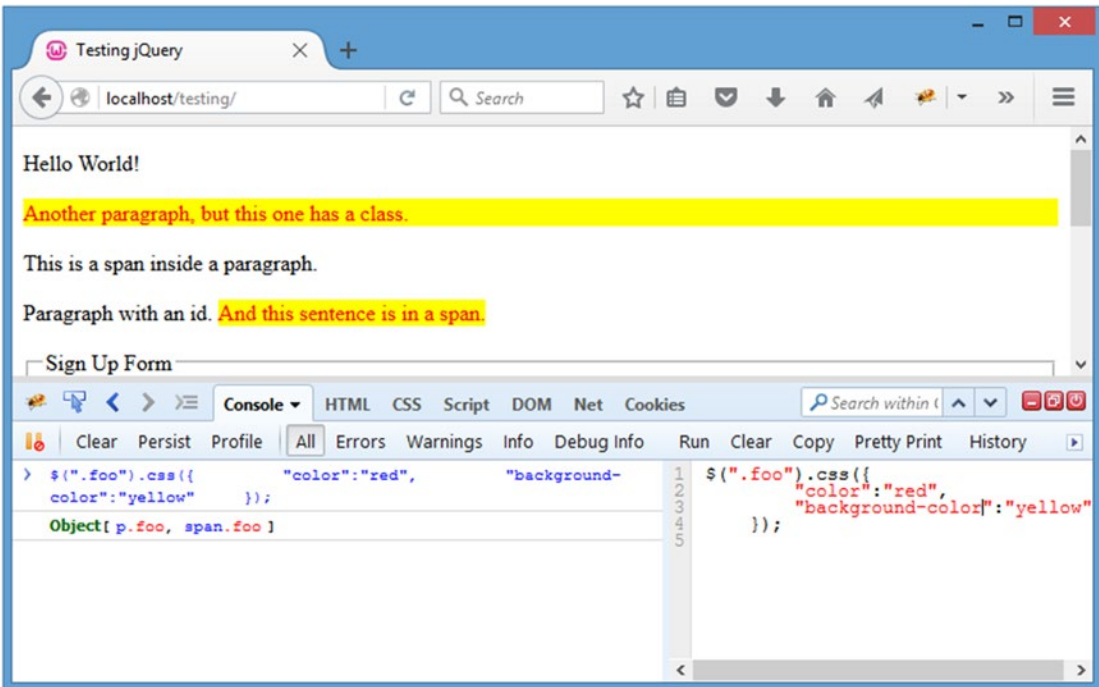 Testing jQuery
localhost/testing/
Search
Hello World!
Another paragraph, but this one has a class.
This is a span inside a paragraph.
Paragraph with an id. And this sentence is in a span.
Sign Up Form
Console HTML CSS Script DOM Net Cookies
Search within
Clear Persist Profile All Errors Warnings Info Debug Info
Run Clear Copy Pretty Print History
$(".foo").css({ "color":"red", "background-
color":"yellow" });
Object[ p.foo, span.foo ]
1 $(".foo").css({
2 "color":"red",
3 "background-color":"yellow"
4 });
5